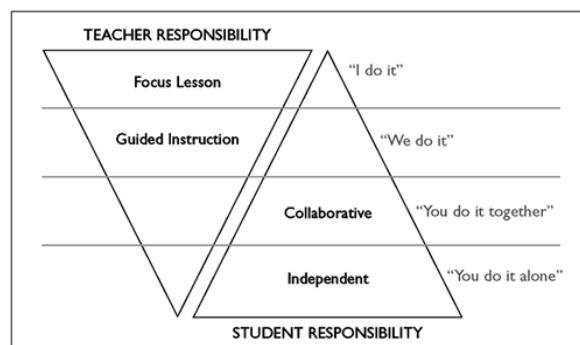 TEACHER RESPONSIBILITY
Focus Lesson
“I do it”
Guided Instruction
“We do it”
Collaborative
“You do it together”
Independent
“You do it alone”
STUDENT RESPONSIBILITY